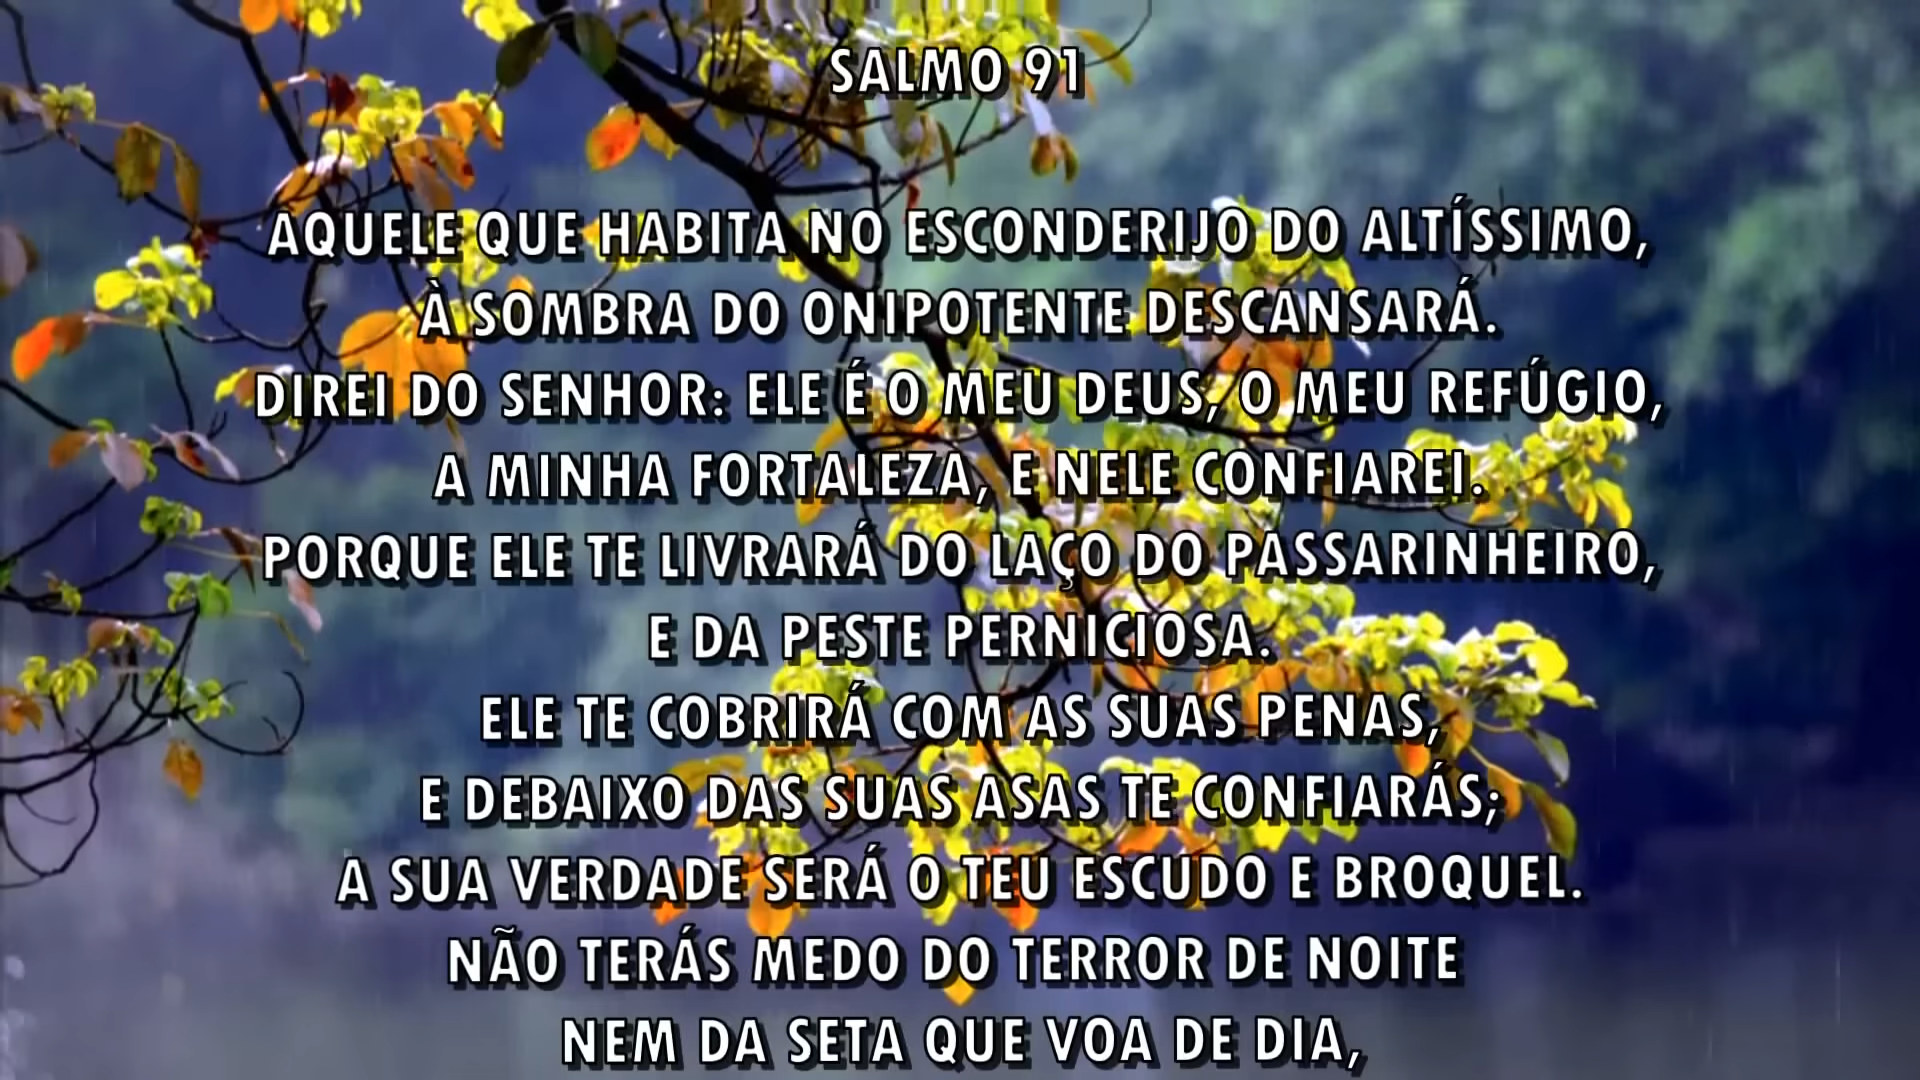 SALMO 91
AQUELE QUE HABITA NO ESCONDERIJO DO ALTÍSSIMO,
À SOMBRA DO ONIPOTENTE DESCANSARÁ.
DIREI DO SENHOR: ELE É O MEU DEUS, O MEU REFÚGIO,
A MINHA FORTALEZA, E NELE CONFIAREI.
PORQUE ELE TE LIVRARÁ DO LAÇO DO PASSARINHEIRO,
E DA PESTE PERNICIOSA.
ELE TE COBRIRÁ COM AS SUAS PENAS,
E DEBAIXO DAS SUAS ASAS TE CONFIARÁS;
A SUA VERDADE SERÁ O TEU ESCUDO E BROQUEL.
NÃO TERÁS MEDO DO TERROR DE NOITE
NEM DA SETA QUE VOA DE DIA,